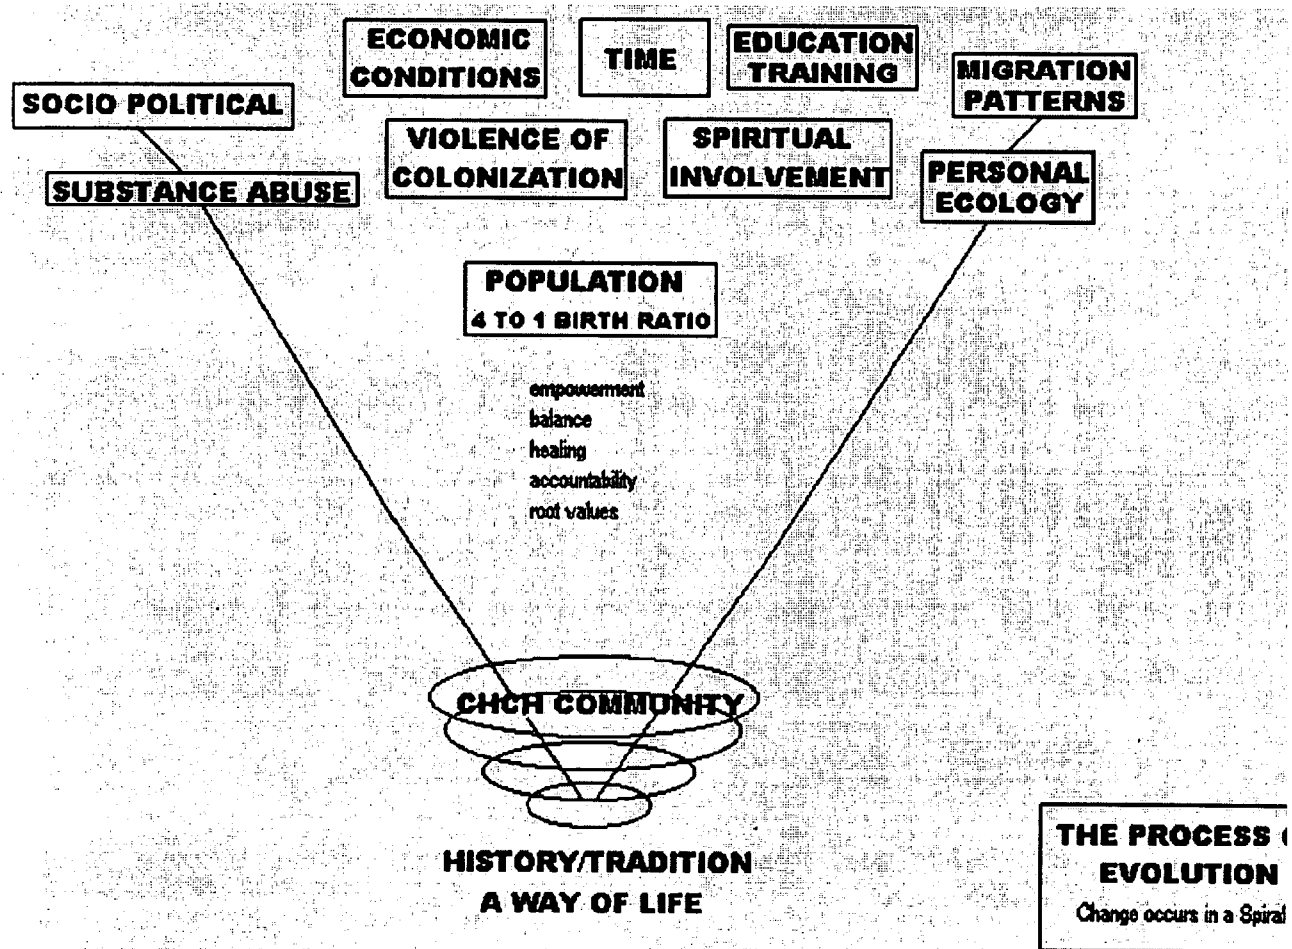 ECONOMIC
CONDITIONS
TIME
EDUCATION
TRAINING
MIGRATION
PATTERNS
SOCIO POLITICAL
VIOLENCE OF
COLONIZATION
SPIRITUAL
INVOLVEMENT
SUBSTANCE ABUSE
PERSONAL
ECOLOGY
POPULATION
4 TO 1 BIRTH RATIO
empowerment
balance
healing
accountability
root values
CHCH COMMUNITY
HISTORY/TRADITION
A WAY OF LIFE
THE PROCESS
EVOLUTION
Change occurs in a Spiral